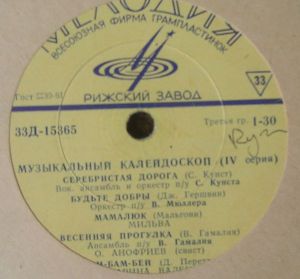 МЕЛОДИЯ
ВСЕСОЮЗНАЯ ФИРМА ГРАМПЛАСТИНОК
33
РИЖСКИЙ ЗАВОД
33Д-15365
Третья гр. 1-30
МУЗЫКАЛЬНЫЙ КАЛЕЙДОСКОП (IV серия)
СЕРЕБРИСТАЯ ДОРОГА (С. Кунст)
Вок. ансамбль и оркестр п/у С. Кунста
БУДЬТЕ ДОБРЫ (Дж. Гершвин)
Оркестр п/у В. Мюллера
МАМАЛЮК (Мальгони)
МИЛЬВА
ВЕСЕННЯЯ ПРОГУЛКА (В. Гамалия)
Ансамбль п/у В. Гамалия
О. АНОФРИЕВ (свист)